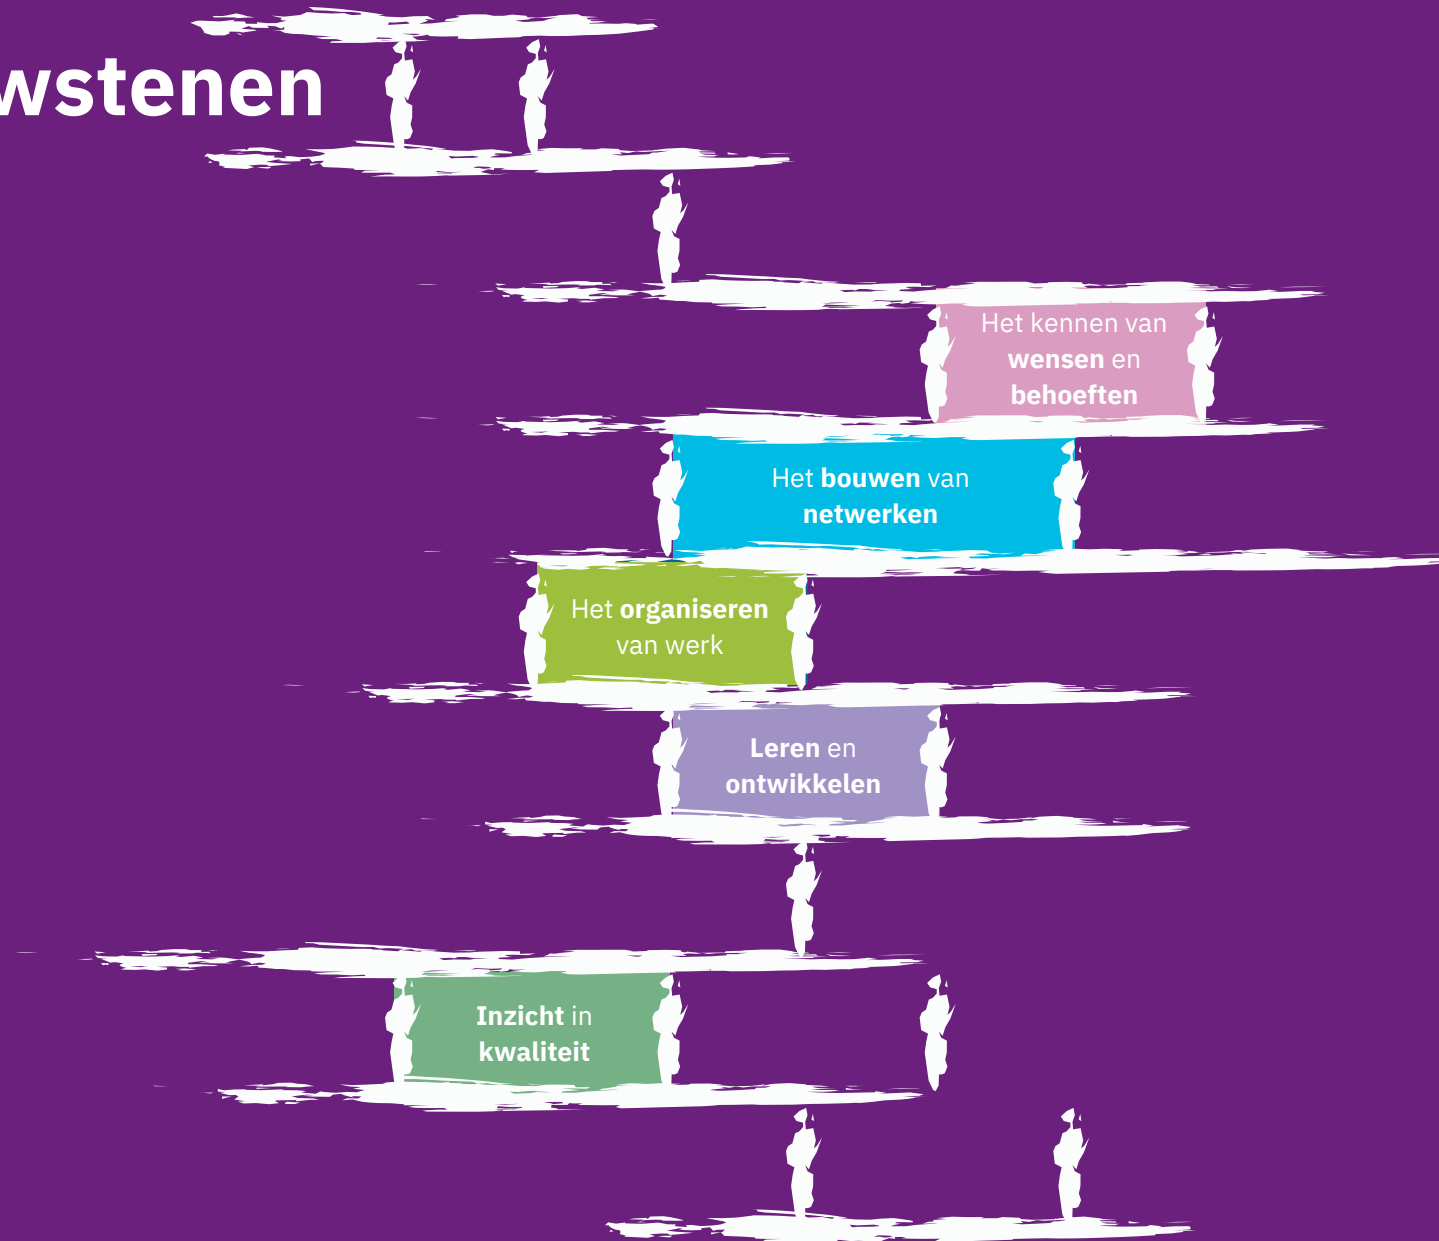 wstenen
Het kennen van
wensen en
behoeften
Het bouwen van
netwerken
Het organiseren
van werk
Leren en
ontwikkelen
Inzicht in
kwaliteit